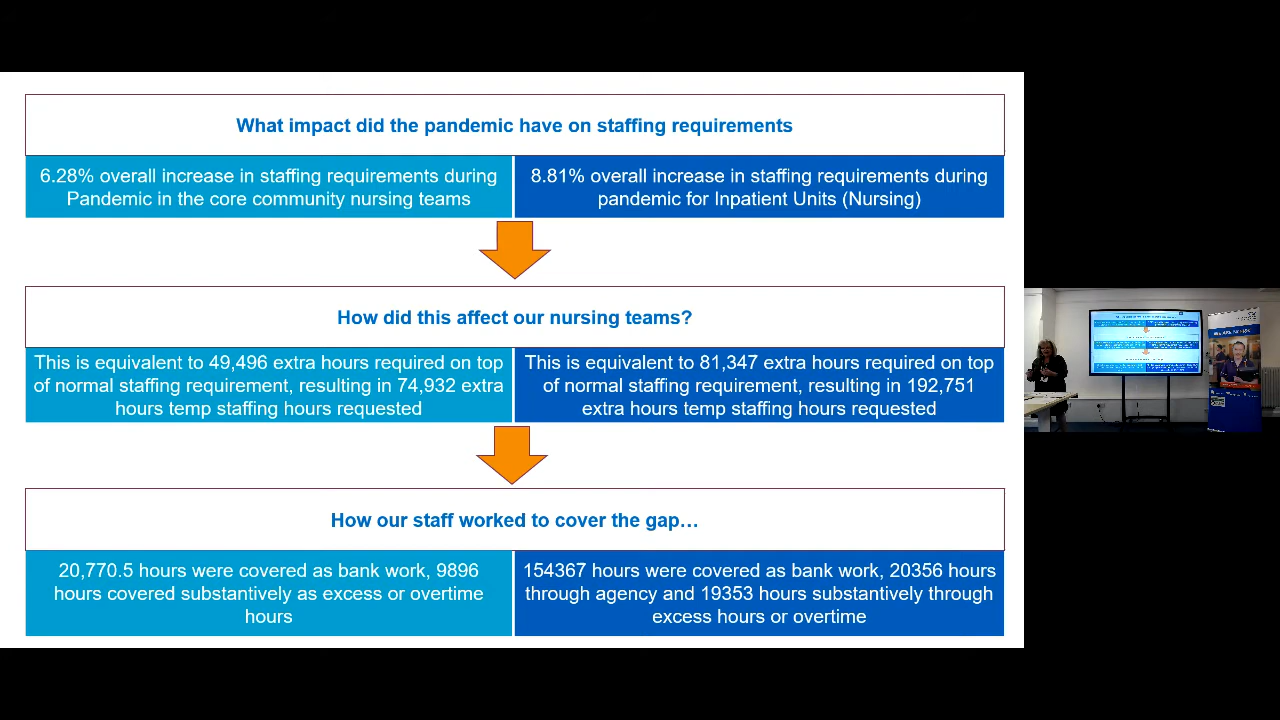 What impact did the pandemic have on staffing requirements
6.28% overall increase in staffing requirements during
Pandemic in the core community nursing teams
8.81% overall increase in staffing requirements during
pandemic for Inpatient Units (Nursing)
How did this affect our nursing teams?
This is equivalent to 49,496 extra hours required on top
of normal staffing requirement, resulting in 74,932 extra
hours temp staffing hours requested
This is equivalent to 81,347 extra hours required on top
of normal staffing requirement, resulting in 192,751
extra hours temp staffing hours requested
How our staff worked to cover the gap…
20,770.5 hours were covered as bank work, 9896
hours covered substantively as excess or overtime
hours
154367 hours were covered as bank work, 20356 hours
through agency and 19353 hours substantively through
excess hours or overtime